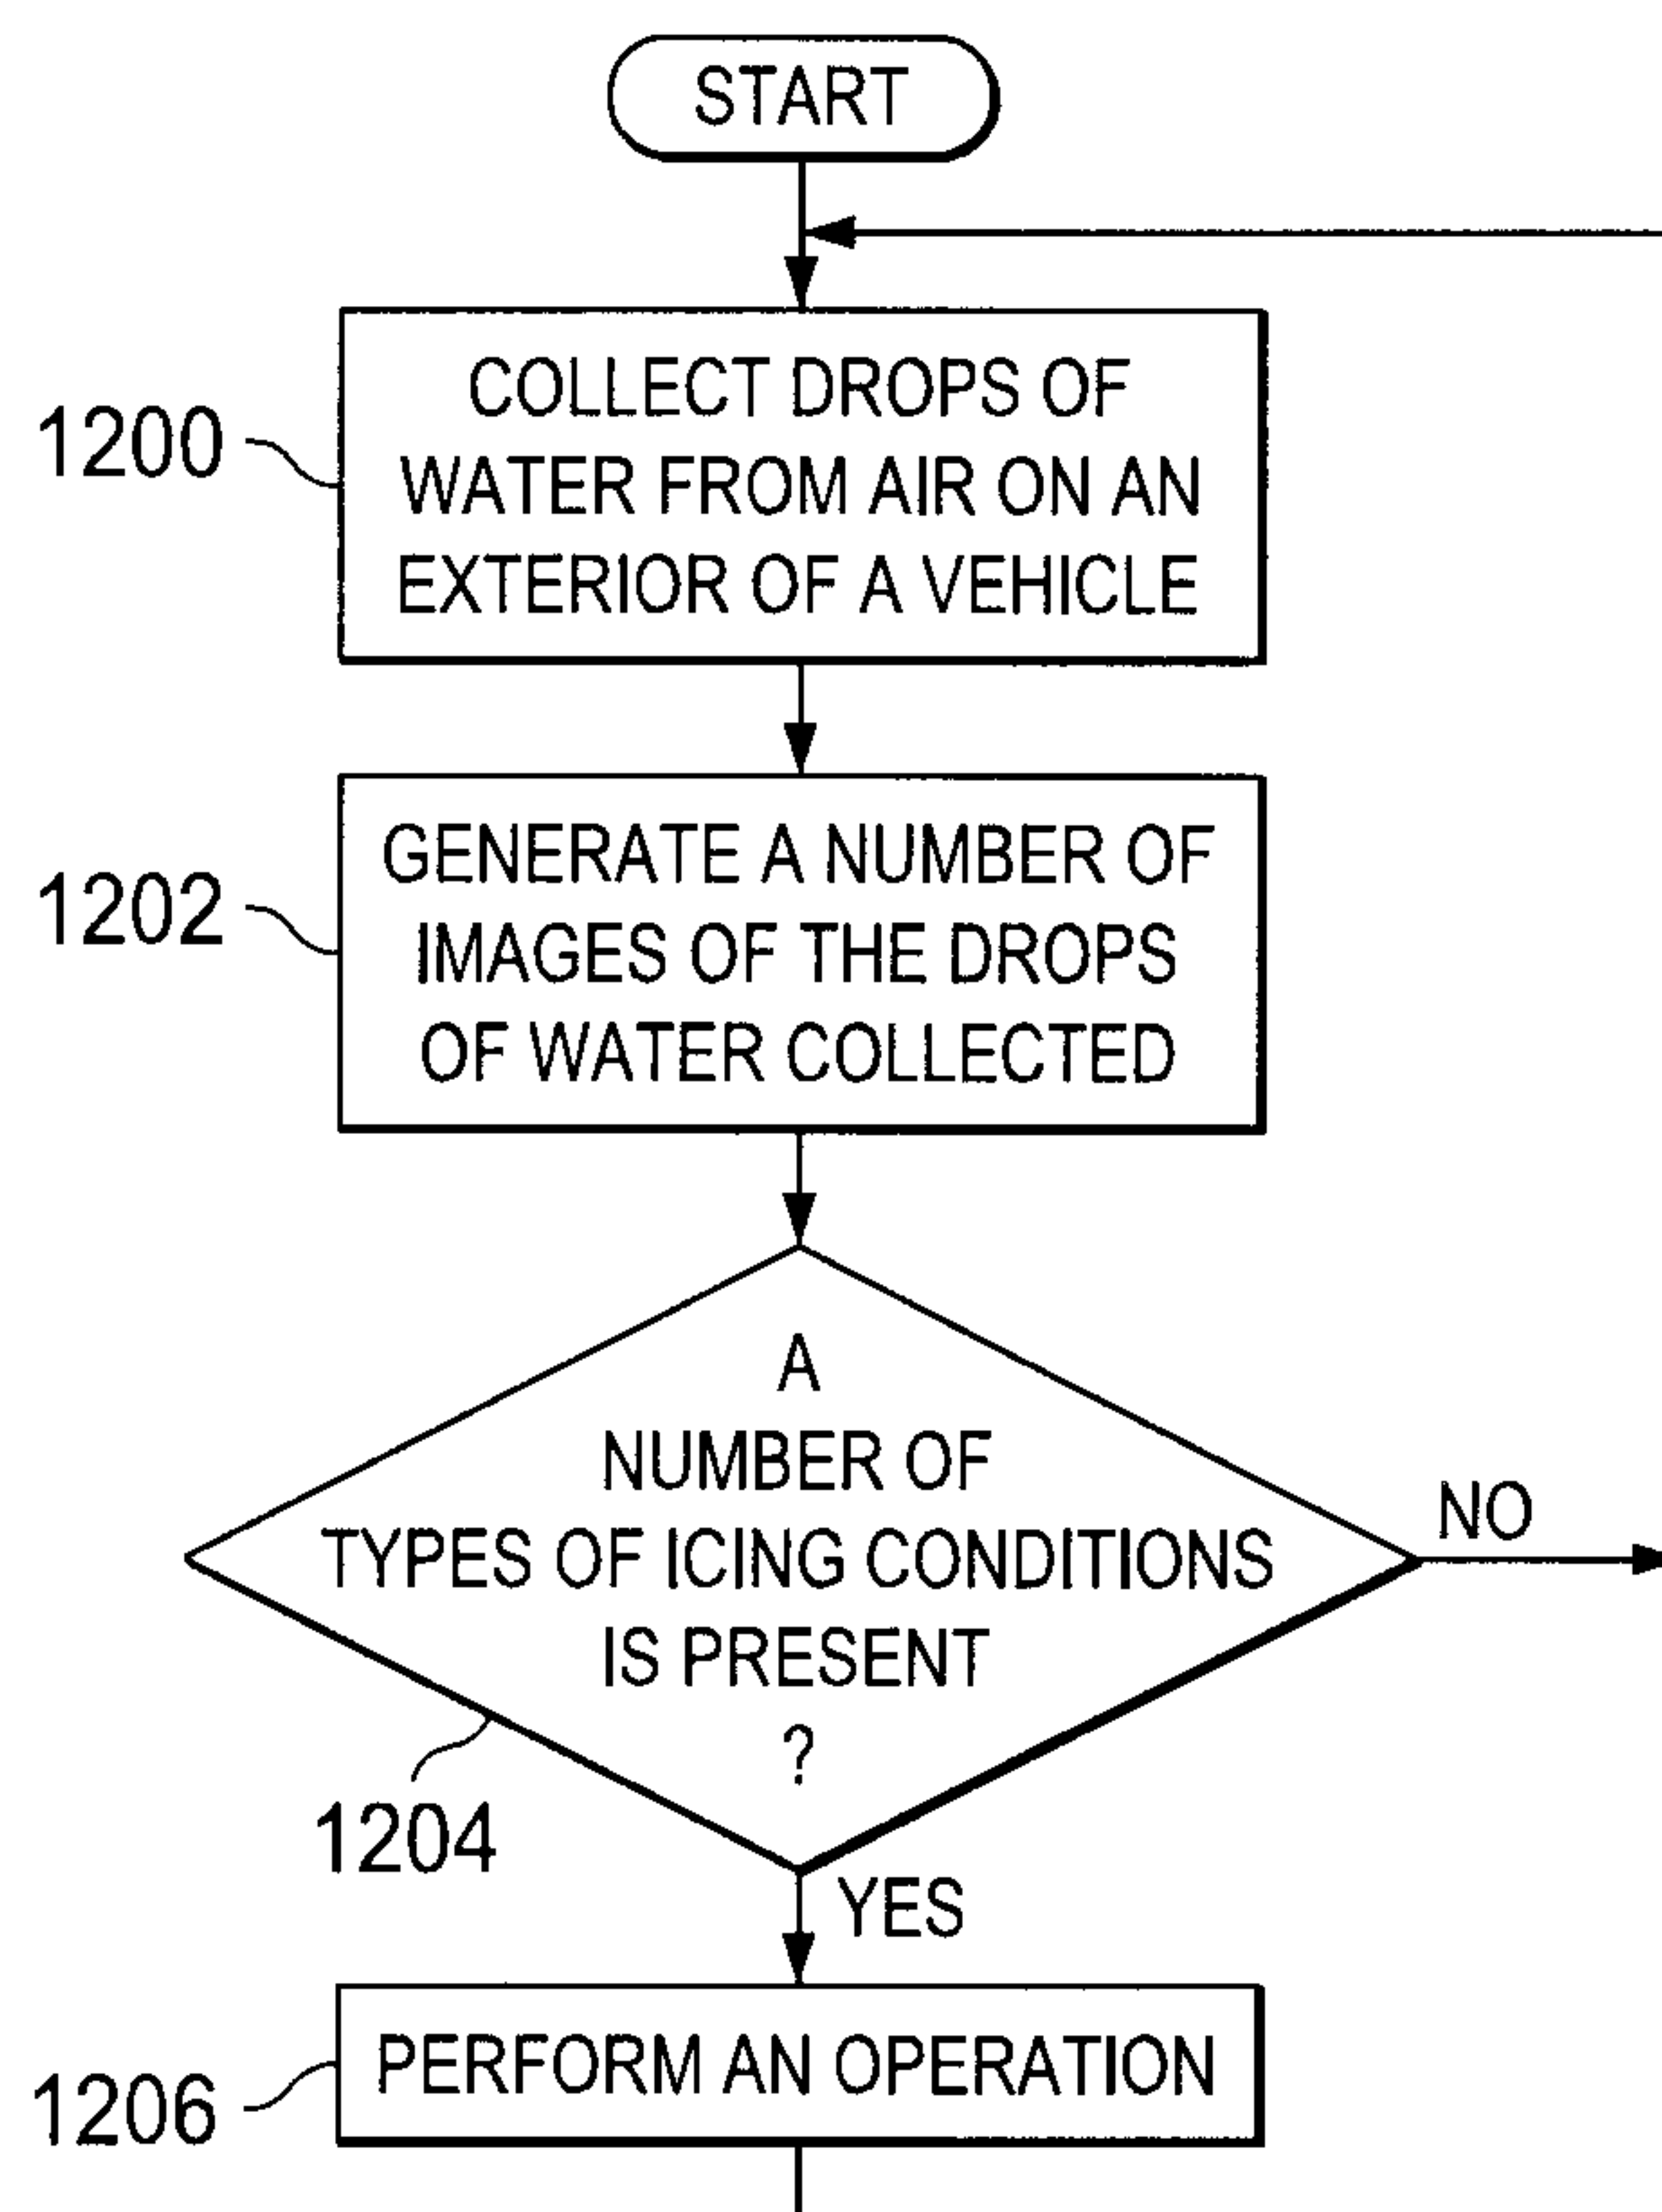 START
1200
COLLECT DROPS OF
WATER FROM AIR ON AN
EXTERIOR OF A VEHICLE
1202
GENERATE A NUMBER OF
IMAGES OF THE DROPS
OF WATER COLLECTED
A
NUMBER OF
TYPES OF ICING CONDITIONS
IS PRESENT
?
NO
1204
YES
1206
PERFORM AN OPERATION